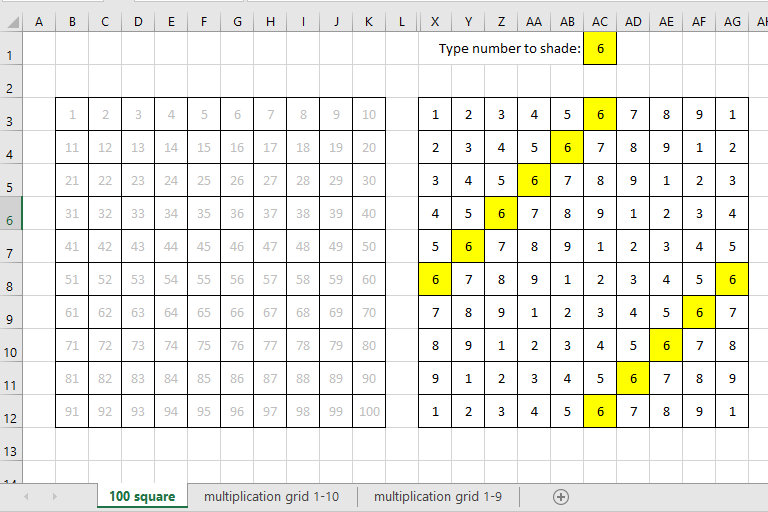 A B C D E F G H I J K L X Y Z AA AB AC AD AE AF AG
1 Type number to shade: 6
2
3 1 2 3 4 5 6 7 8 9 10 1 2 3 4 5 6 7 8 9 1
4 11 12 13 14 15 16 17 18 19 20 2 3 4 5 6 7 8 9 1 2
5 21 22 23 24 25 26 27 28 29 30 3 4 5 6 7 8 9 1 2 3
6 31 32 33 34 35 36 37 38 39 40 4 5 6 7 8 9 1 2 3 4
7 41 42 43 44 45 46 47 48 49 50 5 6 7 8 9 1 2 3 4 5
8 51 52 53 54 55 56 57 58 59 60 6 7 8 9 1 2 3 4 5 6
9 61 62 63 64 65 66 67 68 69 70 7 8 9 1 2 3 4 5 6 7
10 71 72 73 74 75 76 77 78 79 80 8 9 1 2 3 4 5 6 7 8
11 81 82 83 84 85 86 87 88 89 90 9 1 2 3 4 5 6 7 8 9
12 91 92 93 94 95 96 97 98 99 100 1 2 3 4 5 6 7 8 9 1
13
100 square multiplication grid 1-10 multiplication grid 1-9